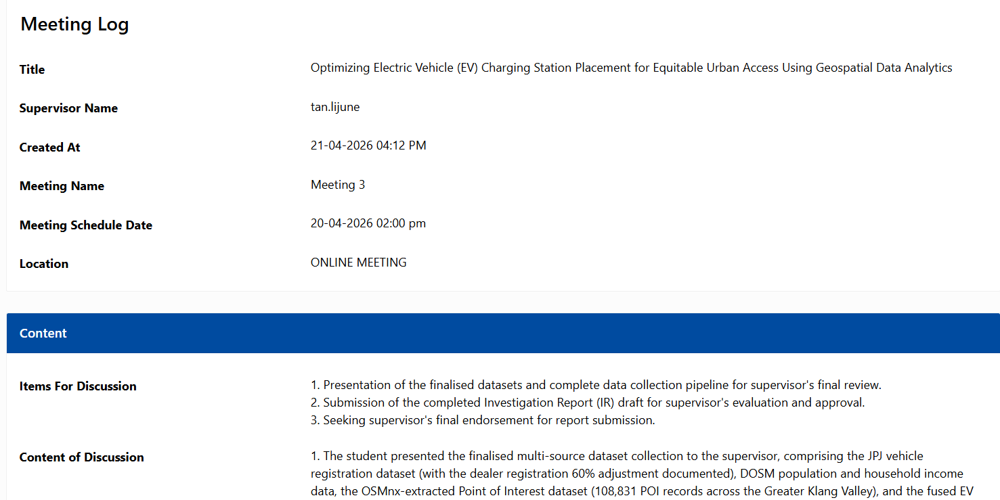 Meeting Log
Title Optimizing Electric Vehicle (EV) Charging Station Placement for Equitable Urban Access Using Geospatial Data Analytics
Supervisor Name tan.lijune
Created At 21-04-2026 04:12 PM
Meeting Name Meeting 3
Meeting Schedule Date 20-04-2026 02:00 pm
Location ONLINE MEETING
Content
Items For Discussion 1. Presentation of the finalised datasets and complete data collection pipeline for supervisor's final review.
2. Submission of the completed Investigation Report (IR) draft for supervisor's evaluation and approval.
3. Seeking supervisor's final endorsement for report submission.
Content of Discussion 1. The student presented the finalised multi-source dataset collection to the supervisor, comprising the JPJ vehicle
registration dataset (with the dealer registration 60% adjustment documented), DOSM population and household income
data, the OSMnx-extracted Point of Interest dataset (108,831 POI records across the Greater Klang Valley), and the fused EV